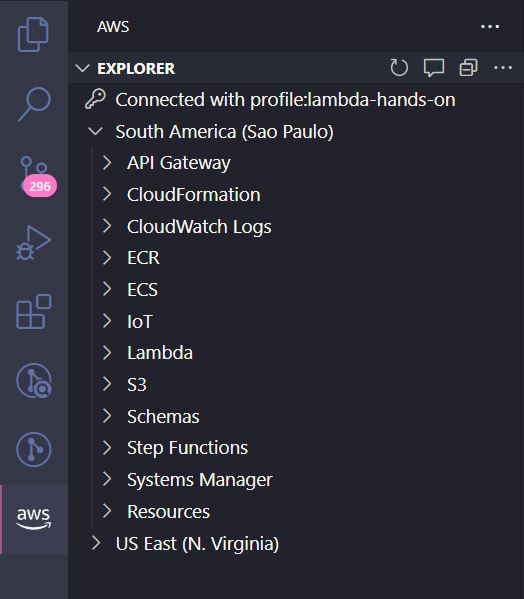 AWS
EXPLORER
Connected with profile:lambda-hands-on
South America (Sao Paulo)
API Gateway
CloudFormation
296
CloudWatch Logs
ECR
ECS
IoT
Lambda
S3
Schemas
Step Functions
Systems Manager
aws
Resources
US East (N. Virginia)